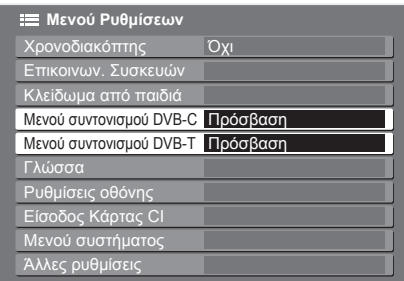 Μενού Ρυθμίσεων
Χρονοδιακόπτης Όχι
Επικοινων. Συσκευών
Κλείδωμα από παιδιά
Μενού συντονισμού DVB-C Πρόσβαση
Μενού συντονισμού DVB-T Πρόσβαση
Γλώσσα
Ρυθμίσεις οθόνης
Είσοδος Κάρτας CI
Μενού συστήματος
Άλλες ρυθμίσεις